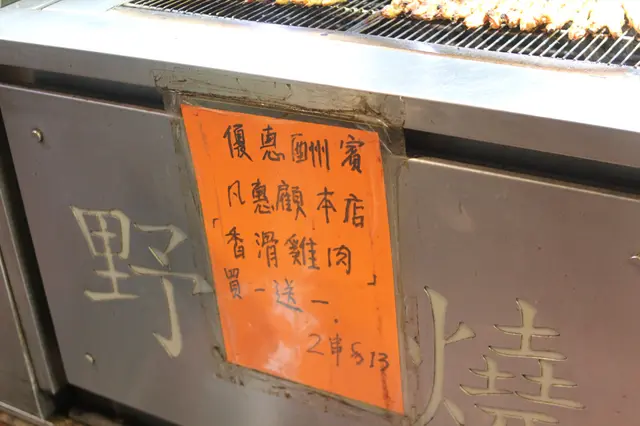 優惠酬賓
凡惠顧本店
「香滑雞肉」
買一送一.
2串$13
野
燒